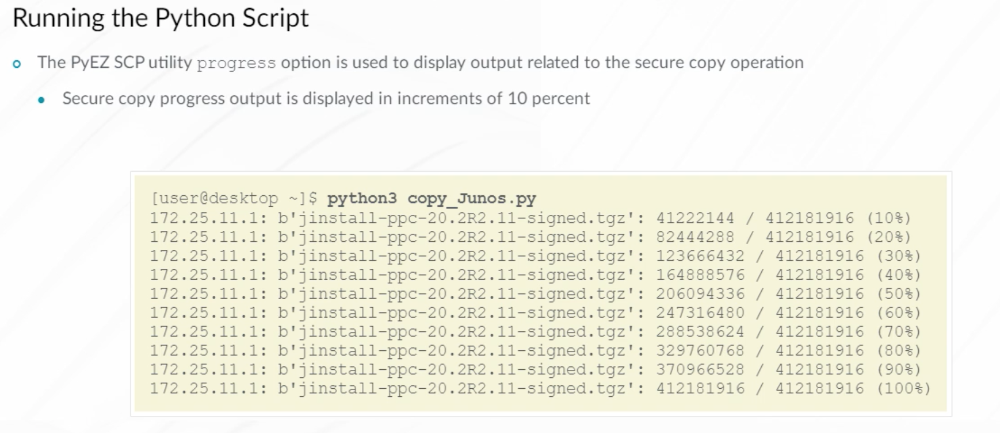 Running the Python Script
The PyEZ SCP utility progress option is used to display output related to the secure copy operation
Secure copy progress output is displayed in increments of 10 percent
[user@desktop ~]$ python3 copy_Junos.py
172.25.11.1: b'jinstall-ppc-20.2R2.11-signed.tgz': 41222144 / 412181916 (10%)
172.25.11.1: b'jinstall-ppc-20.2R2.11-signed.tgz': 82444288 / 412181916 (20%)
172.25.11.1: b'jinstall-ppc-20.2R2.11-signed.tgz': 123666432 / 412181916 (30%)
172.25.11.1: b'jinstall-ppc-20.2R2.11-signed.tgz': 164888576 / 412181916 (40%)
172.25.11.1: b'jinstall-ppc-20.2R2.11-signed.tgz': 206094336 / 412181916 (50%)
172.25.11.1: b'jinstall-ppc-20.2R2.11-signed.tgz': 247316480 / 412181916 (60%)
172.25.11.1: b'jinstall-ppc-20.2R2.11-signed.tgz': 288538624 / 412181916 (70%)
172.25.11.1: b'jinstall-ppc-20.2R2.11-signed.tgz': 329760768 / 412181916 (80%)
172.25.11.1: b'jinstall-ppc-20.2R2.11-signed.tgz': 370966528 / 412181916 (90%)
172.25.11.1: b'jinstall-ppc-20.2R2.11-signed.tgz': 412181916 / 412181916 (100%)